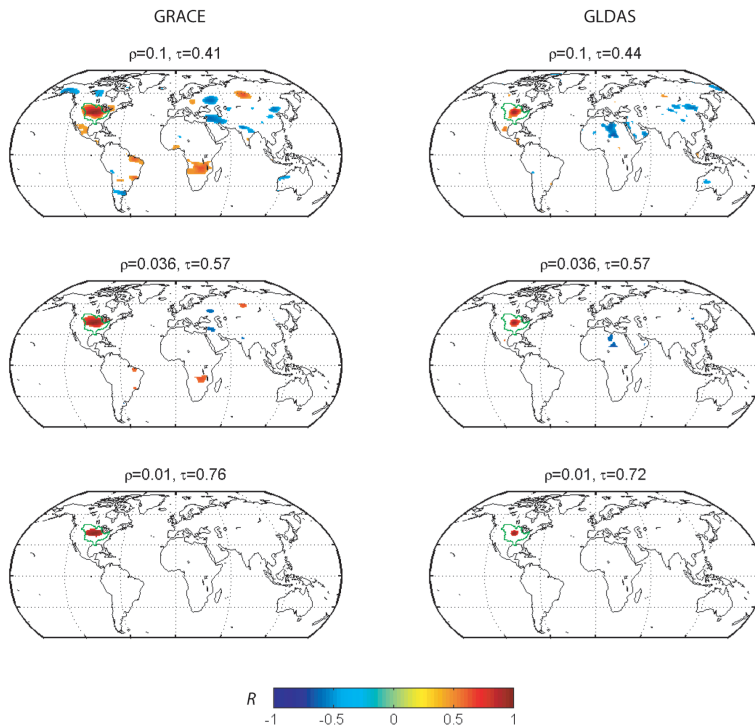 GRACE
GLDAS
ρ=0.1, τ=0.41
ρ=0.1, τ=0.44
ρ=0.036, τ=0.57
ρ=0.036, τ=0.57
ρ=0.01, τ=0.76
ρ=0.01, τ=0.72
R
-1 -0.5 0 0.5 1